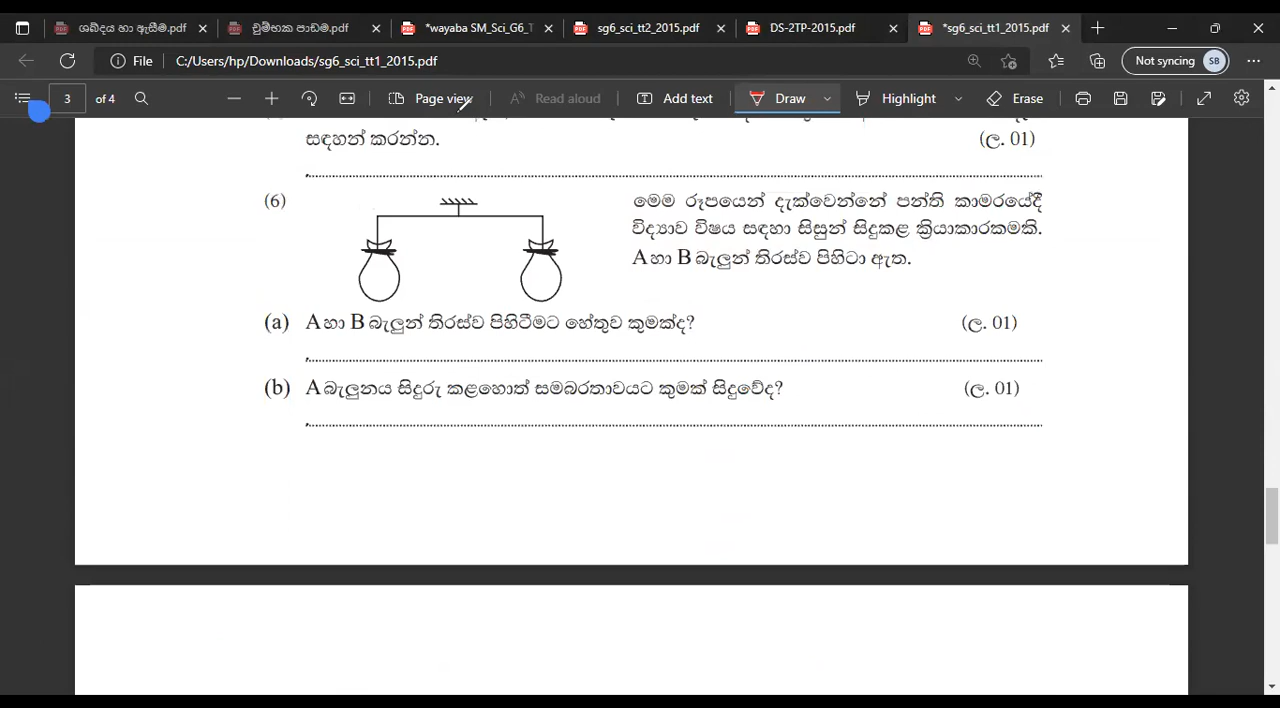 ශබ්දය හා ඇසීම.pdf
චුම්භක පාඩම.pdf
*wayaba SM_Sci_G6_T
sg6_sci_tt2_2015.pdf
DS-2TP-2015.pdf
*sg6_sci_tt1_2015.pdf
File
C:/Users/hp/Downloads/sg6_sci_tt1_2015.pdf
Not syncing
SB
3 of 4
Page view
Read aloud
Add text
Draw
Highlight
Erase
සඳහන් කරන්න. (ල. 01)
(6) මෙම රූපයෙන් දැක්වෙන්නේ පන්ති කාමරයේදී
විද්‍යාව විෂය සඳහා සිසුන් සිදුකළ ක්‍රියාකාරකමකි.
A හා B බැලුන් තිරස්ව පිහිටා ඇත.
(a) A හා B බැලුන් තිරස්ව පිහිටීමට හේතුව කුමක්ද? (ල. 01)
(b) A බැලුනය සිදුරු කළහොත් සමබරතාවයට කුමක් සිදුවේද? (ල. 01)